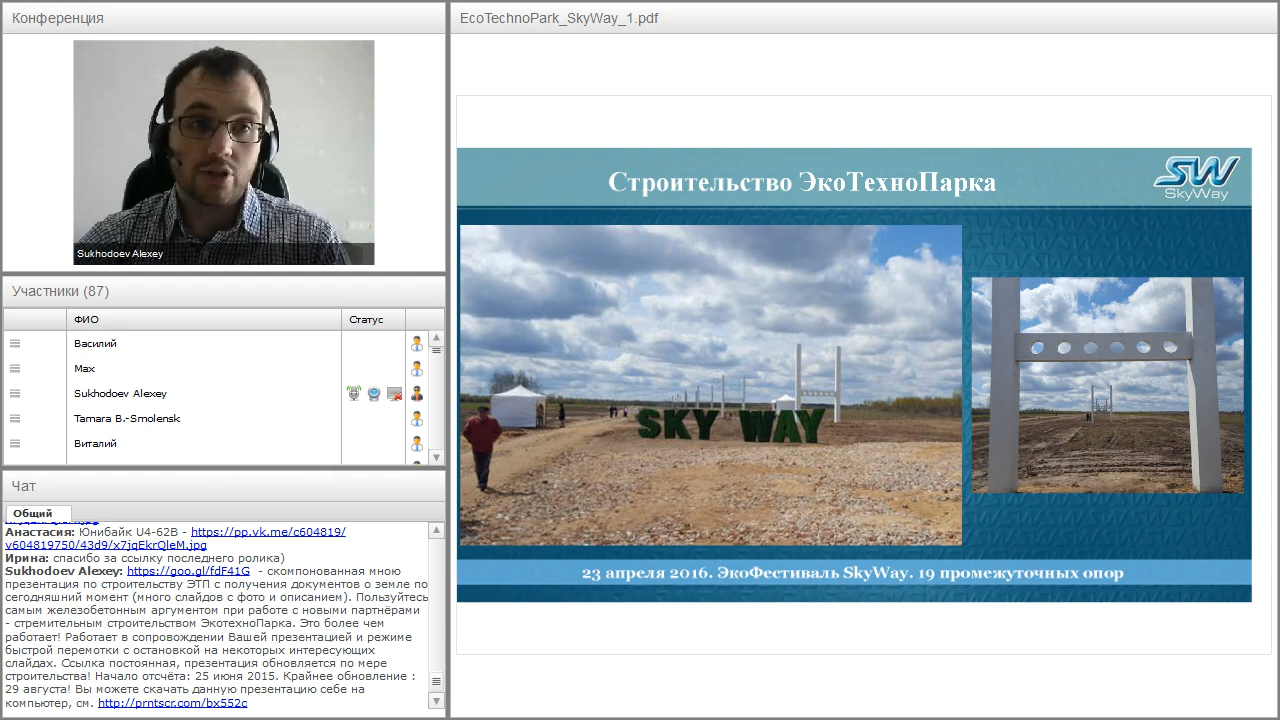 Конференция
Sukhodoev Alexey
Участники (87)
ФИО
Статус
Василий
Max
Sukhodoev Alexey
Tamara B.-Smolensk
Виталий
Чат
Общий
Анастасия: Юнибайк U4-62B - https://pp.vk.me/c604819/
v604819750/43d9/x7jqEkrQleM.jpg
Ирина: спасибо за ссылку последнего ролика)
Sukhodoev Alexey: https://goo.gl/fdF41G - скомпонованная мною
презентация по строительству ЭТП с получения документов о земле по
сегодняшний момент (много слайдов с фото и описанием). Пользуйтесь
самым железобетонным аргументом при работе с новыми партнёрами
- стремительным строительством ЭкотехноПарка. Это более чем
работает! Работает в сопровождении Вашей презентацией и режиме
быстрой перемотки с остановкой на некоторых интересующих
слайдах. Ссылка постоянная, презентация обновляется по мере
строительства! Начало отсчёта: 25 июня 2015. Крайнее обновление :
29 августа! Вы можете скачать данную презентацию себе на
компьютер, см. http://prntscr.com/bx552c
EcoTechnoPark_SkyWay_1.pdf
Строительство ЭкоТехноПарка
SW
SkyWay
SKY WAY
23 апреля 2016. ЭкоФестиваль SkyWay. 19 промежуточных опор